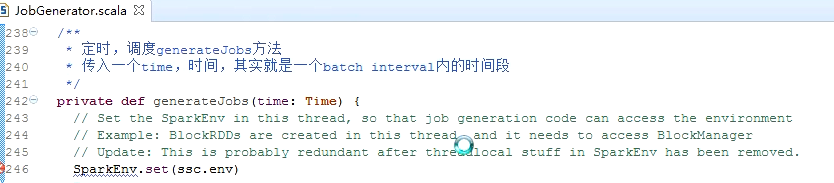 JobGenerator.scala
238 /**
239 * 定时，调度generateJobs方法
240 * 传入一个time，时间，其实就是一个batch interval内的时间段
241 */
242 private def generateJobs(time: Time) {
243 // Set the SparkEnv in this thread, so that job generation code can access the environment
244 // Example: BlockRDDs are created in this thread, and it needs to access BlockManager
245 // Update: This is probably redundant after threadlocal stuff in SparkEnv has been removed.
246 SparkEnv.set(ssc.env)